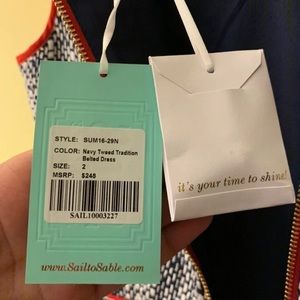 STYLE: SUM16-29N
COLOR: Navy Tweed Tradition
Belted Dress
SIZE: 2
MSRP: $248
SAIL10003227
www.SailtoSable.com
it's your time to shine!